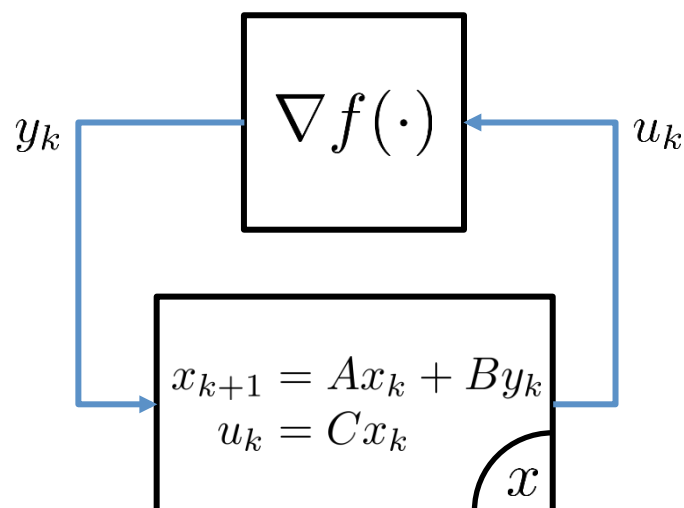 ∇f(·)
y_k
u_k
x_{k+1} = Ax_k + By_k
u_k = Cx_k
x